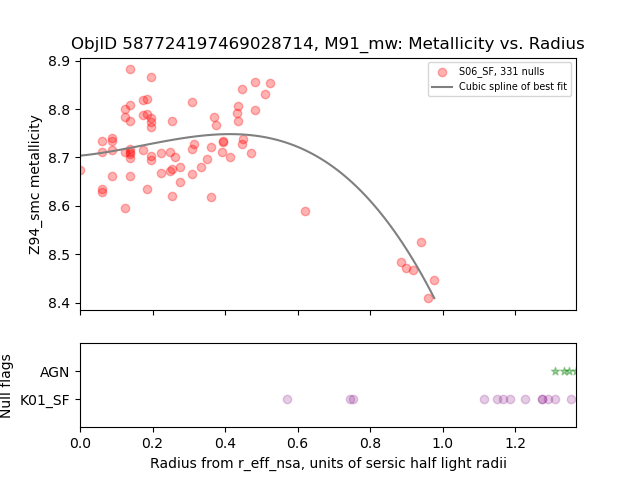 ObjID 587724197469028714, M91_mw: Metallicity vs. Radius
S06_SF, 331 nulls
Cubic spline of best fit
Z94_smc metallicity
8.9
8.8
8.7
8.6
8.5
8.4
Null flags
AGN
K01_SF
0.0 0.2 0.4 0.6 0.8 1.0 1.2
Radius from r_eff_nsa, units of sersic half light radii